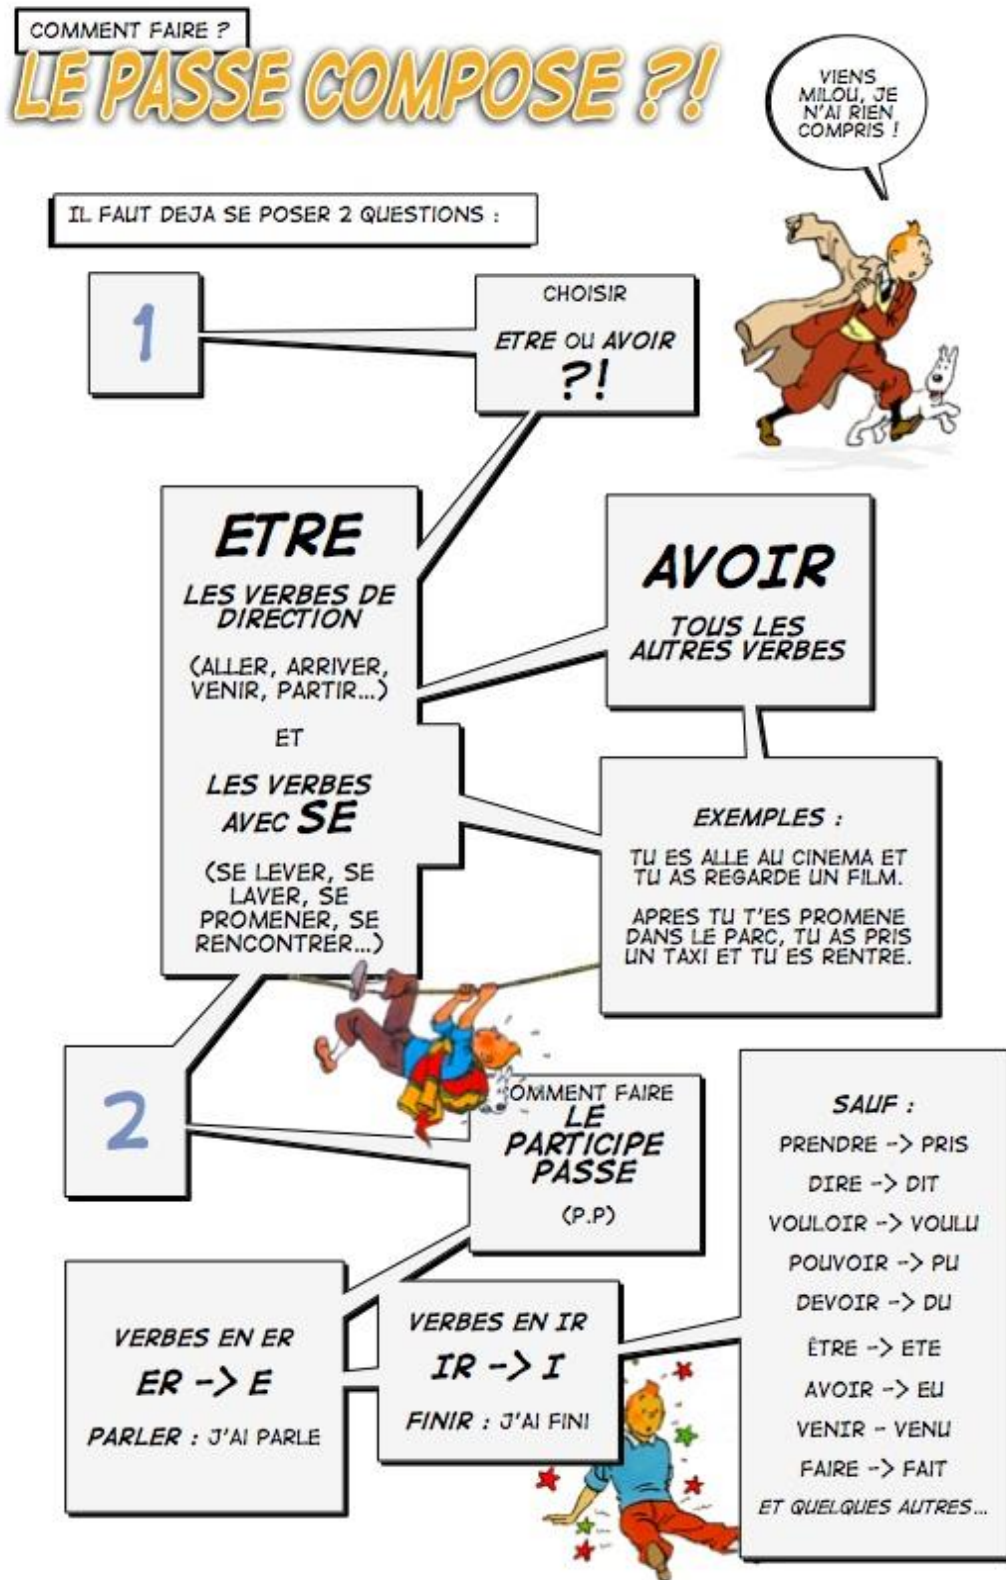 COMMENT FAIRE ?
LE PASSE COMPOSE ?!
VIENS
MILOU, JE
N'AI RIEN
COMPRIS !
IL FAUT DEJA SE POSER 2 QUESTIONS :
1
CHOISIR
ETRE OU AVOIR
?!
ETRE
LES VERBES DE
DIRECTION
(ALLER, ARRIVER,
VENIR, PARTIR...)
ET
LES VERBES
AVEC SE
(SE LEVER, SE
LAVER, SE
PROMENER, SE
RENCONTRER...)
AVOIR
TOUS LES
AUTRES VERBES
EXEMPLES :
TU ES ALLE AU CINEMA ET
TU AS REGARDE UN FILM.
APRES TU T'ES PROMENE
DANS LE PARC, TU AS PRIS
UN TAXI ET TU ES RENTRE.
2
OMMENT FAIRE
LE
PARTICIPE
PASSE
(P.P)
VERBES EN ER
ER -> E
PARLER : J'AI PARLE
VERBES EN IR
IR -> I
FINIR : J'AI FINI
SAUF :
PRENDRE -> PRIS
DIRE -> DIT
VOULOIR -> VOULU
POUVOIR -> PU
DEVOIR -> DU
ÊTRE -> ETE
AVOIR -> EU
VENIR - VENU
FAIRE -> FAIT
ET QUELQUES AUTRES...